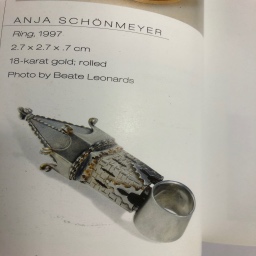 ANJA SCHÖNMEYER
Ring, 1997
2.7 x 2.7 x .7 cm
18-karat gold; rolled
Photo by Beate Leonards